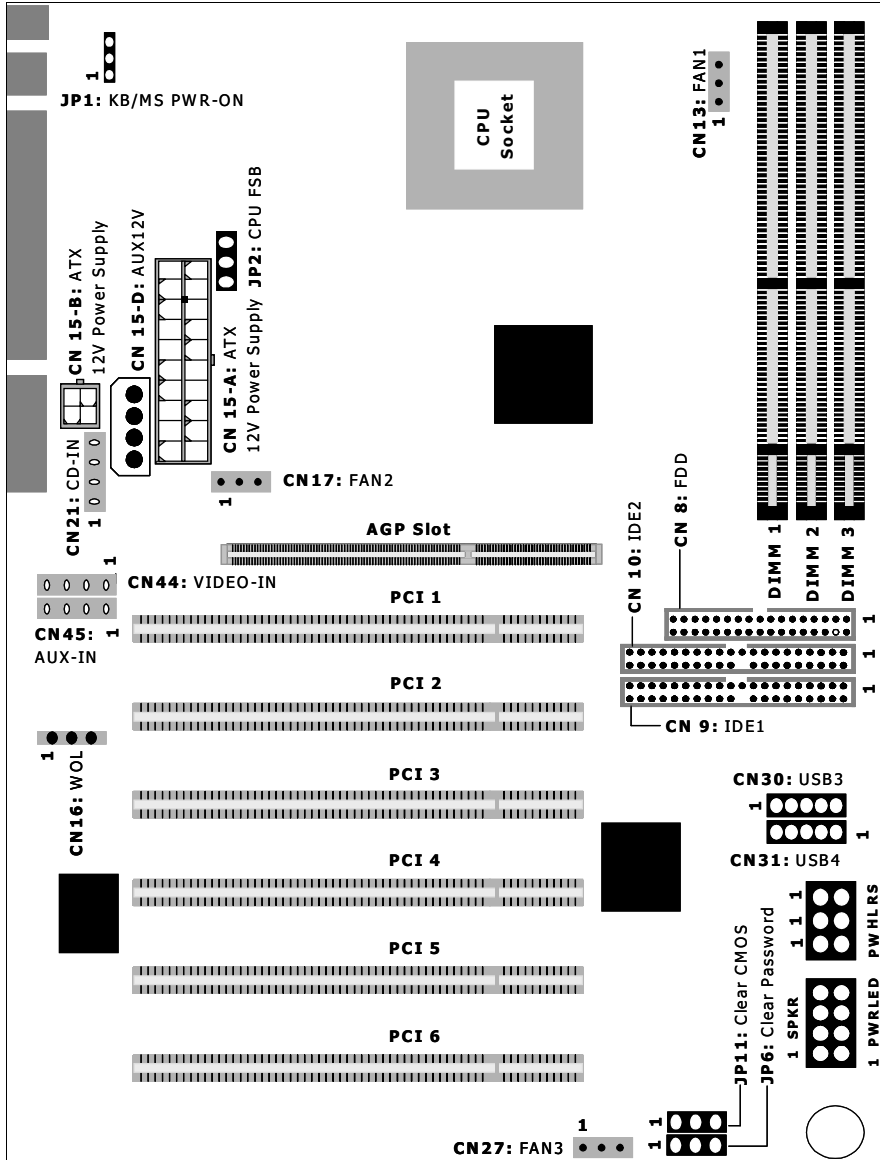 1
JP1: KB/MS PWR-ON
CPU
Socket
CN13: FAN1
1
CN 15-B: ATX
12V Power Supply
CN 15-D: AUX12V
JP2: CPU FSB
CN 15-A: ATX
12V Power Supply
CN21: CD-IN
1
CN17: FAN2
1
AGP Slot
DIMM 1
DIMM 2
DIMM 3
CN 8: FDD
CN 10: IDE2
1
CN44: VIDEO-IN
CN45:
AUX-IN
1
PCI 1
1
1
1
CN 9: IDE1
PCI 2
1
CN16: WOL
PCI 3
CN30: USB3
1
1
CN31: USB4
PCI 4
1
1
1
PWHLRS
PCI 5
JP11: Clear CMOS
JP6: Clear Password
1 SPKR
1 PWRLED
PCI 6
1
CN27: FAN3
1
1